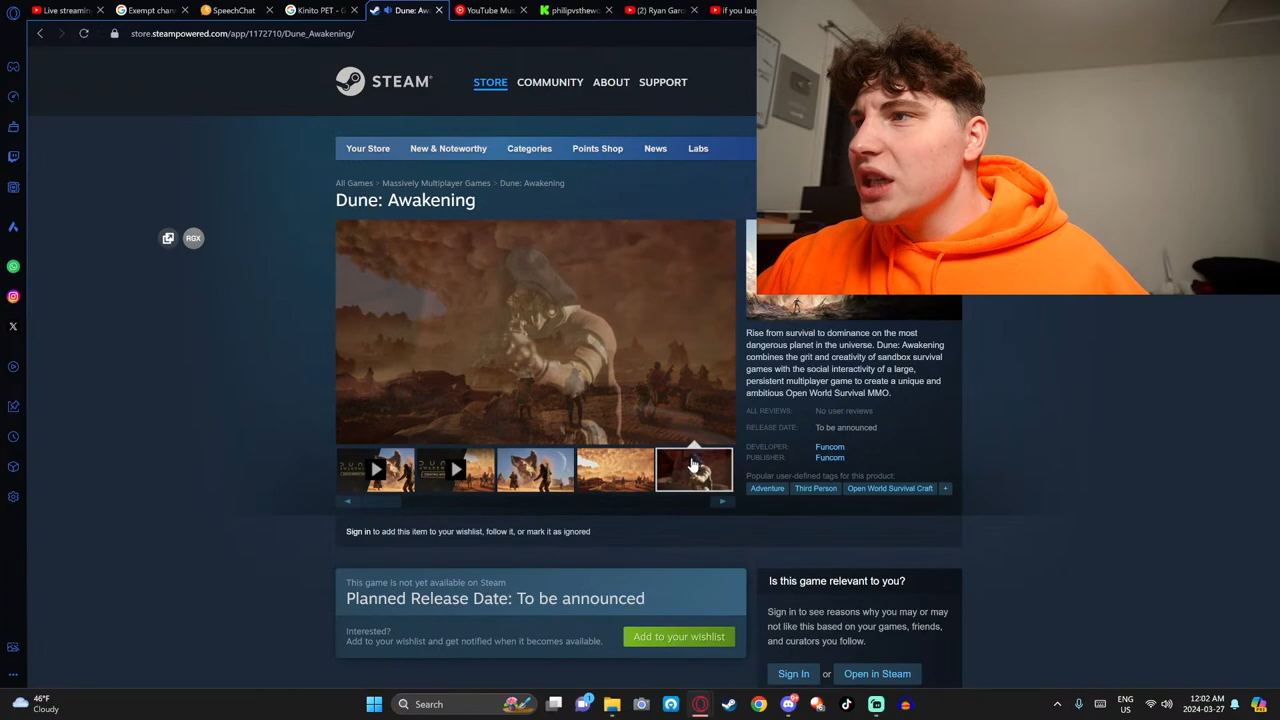 Live streami
Exempt chann
SpeechChat
Kinito PET - G
Dune: Aw
YouTube Mus
philipvsthewo
(2) Ryan Garc
if you lau
store.steampowered.com/app/1172710/Dune_Awakening/
STEAM
STORE COMMUNITY ABOUT SUPPORT
Your Store New & Noteworthy Categories Points Shop News Labs
All Games > Massively Multiplayer Games > Dune: Awakening
Dune: Awakening
RGX
Rise from survival to dominance on the most
dangerous planet in the universe. Dune: Awakening
combines the grit and creativity of sandbox survival
games with the social interactivity of a large,
persistent multiplayer game to create a unique and
ambitious Open World Survival MMO.
ALL REVIEWS: No user reviews
RELEASE DATE: To be announced
DEVELOPER: Funcom
PUBLISHER: Funcom
Popular user-defined tags for this product:
Adventure Third Person Open World Survival Craft +
Sign in to add this item to your wishlist, follow it, or mark it as ignored
This game is not yet available on Steam
Planned Release Date: To be announced
Interested?
Add to your wishlist and get notified when it becomes available.
Add to your wishlist
Is this game relevant to you?
Sign in to see reasons why you may or may
not like this based on your games, friends,
and curators you follow.
Sign In or Open in Steam
46°F
Cloudy
Search
ENG
US
12:02 AM
2024-03-27